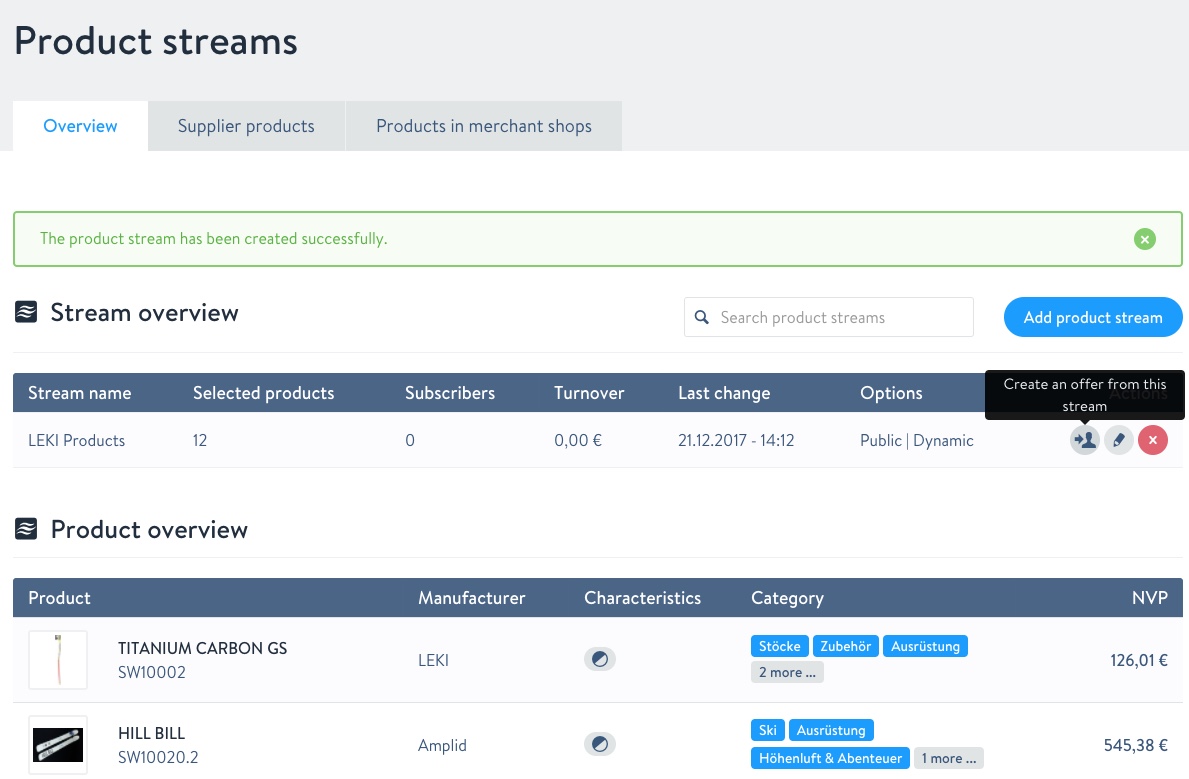 Product streams
Overview Supplier products Products in merchant shops
The product stream has been created successfully.
Stream overview Search product streams Add product stream
Create an offer from this
stream
Stream name Selected products Subscribers Turnover Last change Options Actions
LEKI Products 12 0 0,00 € 21.12.2017 - 14:12 Public | Dynamic
Product overview
Product Manufacturer Characteristics Category NVP
TITANIUM CARBON GS
SW10002
LEKI
Stöcke Zubehör Ausrüstung
2 more ...
126,01 €
HILL BILL
SW10020.2
Amplid
Ski Ausrüstung
Höhenluft & Abenteuer 1 more ...
545,38 €